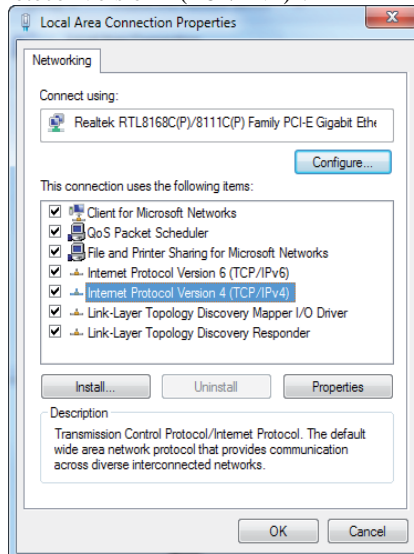 Local Area Connection Properties
Networking
Connect using:
Realtek RTL8168C(P)/8111C(P) Family PCI-E Gigabit Ethe
Configure...
This connection uses the following items:
Client for Microsoft Networks
QoS Packet Scheduler
File and Printer Sharing for Microsoft Networks
Internet Protocol Version 6 (TCP/IPv6)
Internet Protocol Version 4 (TCP/IPv4)
Link-Layer Topology Discovery Mapper I/O Driver
Link-Layer Topology Discovery Responder
Install... Uninstall Properties
Description
Transmission Control Protocol/Internet Protocol. The default
wide area network protocol that provides communication
across diverse interconnected networks.
OK Cancel